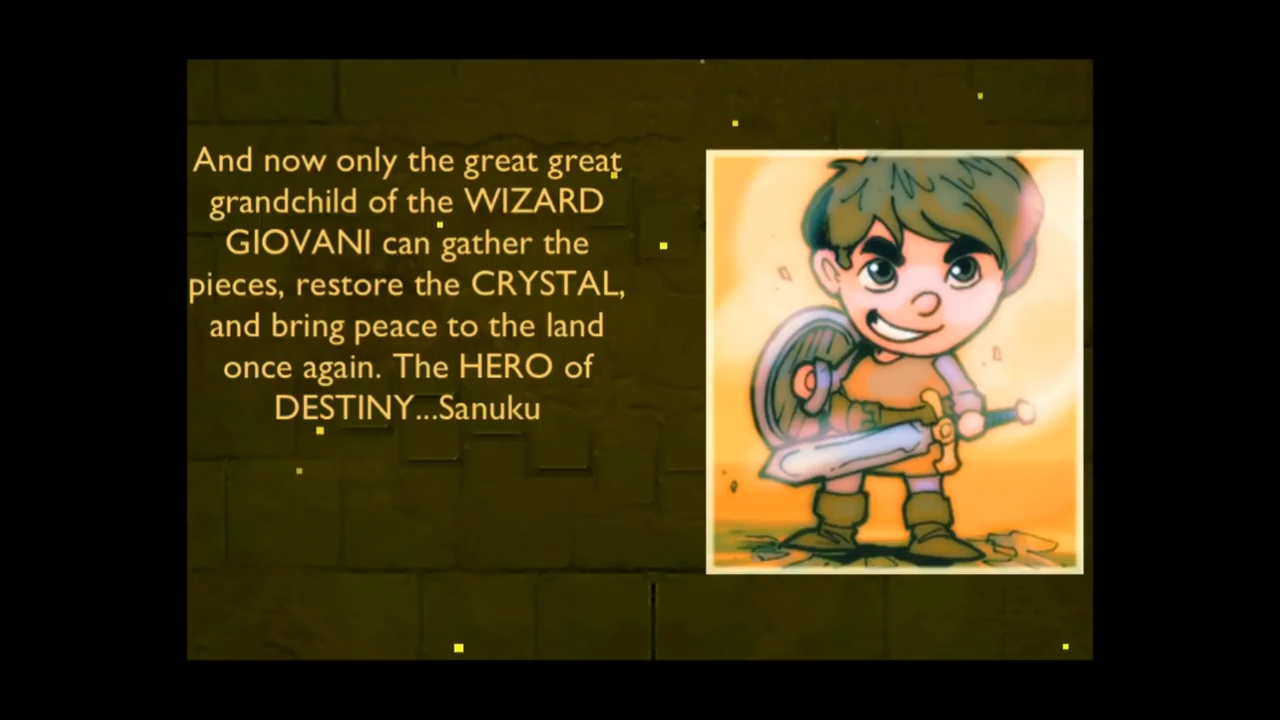 And now only the great great
grandchild of the WIZARD
GIOVANI can gather the
pieces, restore the CRYSTAL,
and bring peace to the land
once again. The HERO of
DESTINY...Sanuku